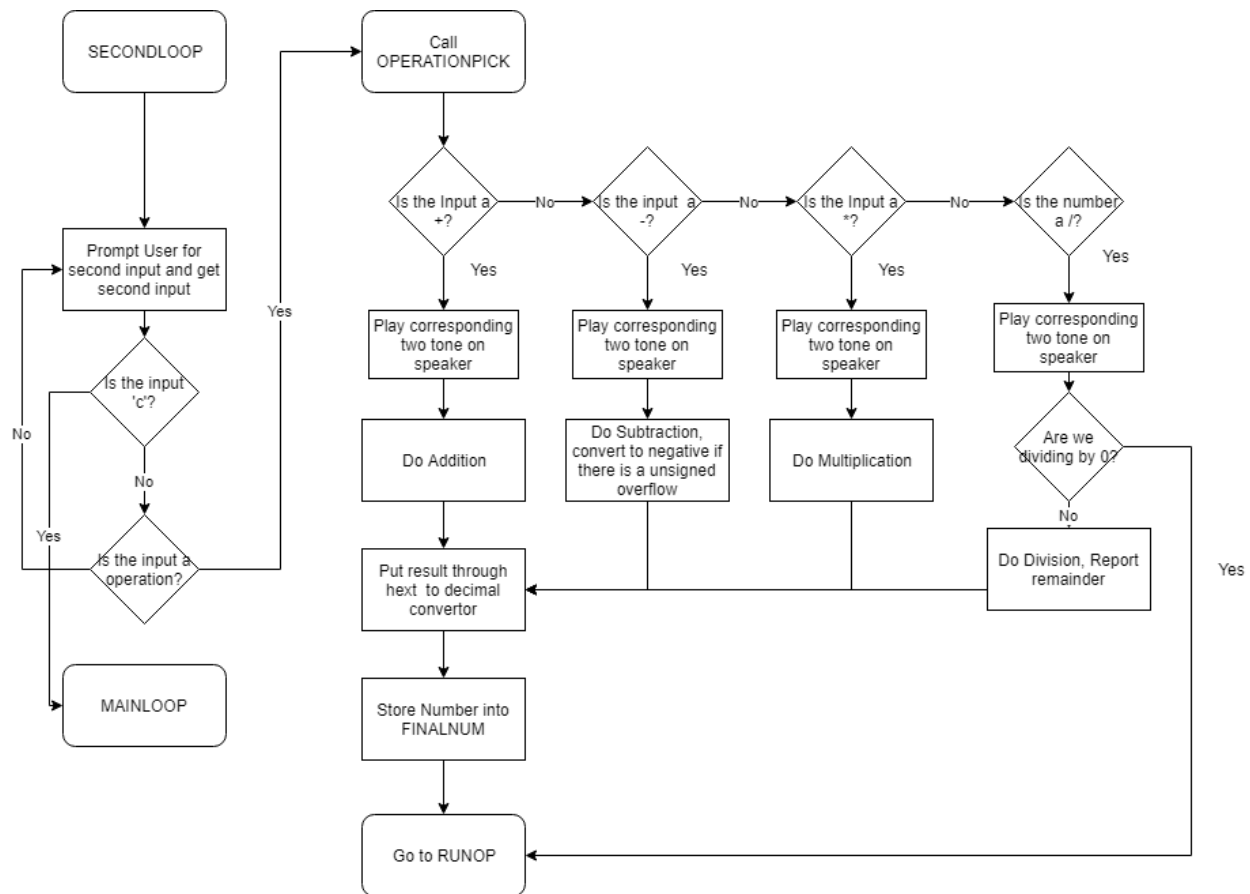 SECONDLOOP
Prompt User for
second input and get
second input
Is the input
'c'?
No
Yes
No
Is the input a
operation?
Yes
MAINLOOP
Call
OPERATIONPICK
Is the Input a
+?
No
Is the input a
-?
No
Is the Input a
*?
No
Is the number
a /?
Yes
Yes
Yes
Yes
Play corresponding
two tone on
speaker
Play corresponding
two tone on
speaker
Play corresponding
two tone on
speaker
Play corresponding
two tone on
speaker
Do Addition
Do Subtraction,
convert to negative if
there is a unsigned
overflow
Do Multiplication
Are we
dividing by 0?
No
Yes
Do Division, Report
remainder
Put result through
hext to decimal
convertor
Store Number into
FINALNUM
Go to RUNOP